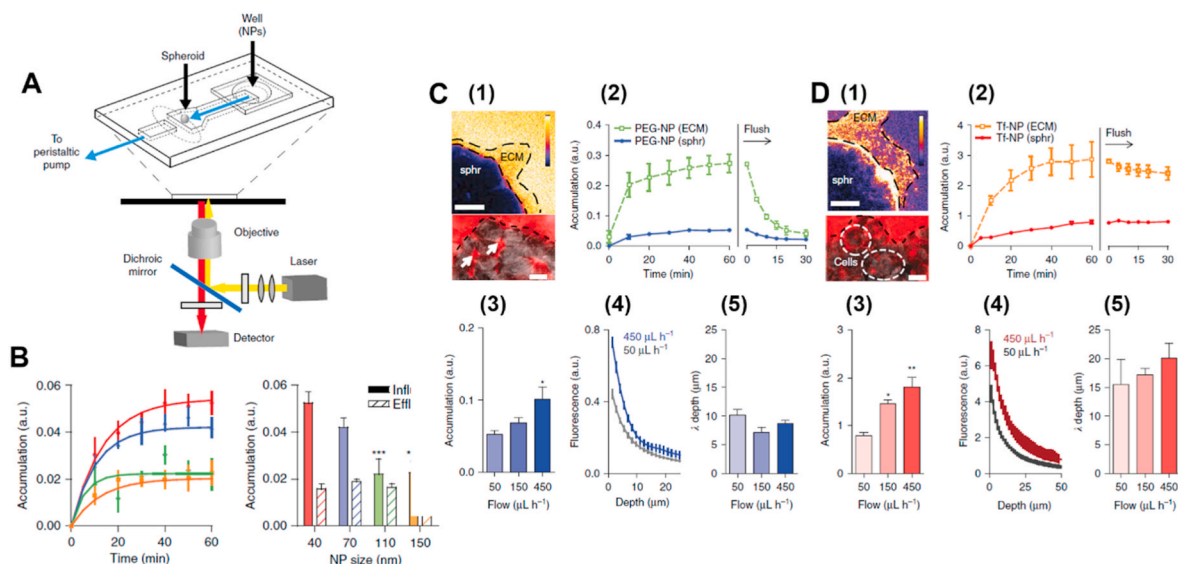 A
Spheroid
Well
(NPs)
To
peristaltic
pump
Objective
Dichroic
mirror
Laser
Detector
B
Accumulation (a.u.)
0.06
0.04
0.02
0.00
0 20 40 60
Time (min)
Accumulation (a.u.)
0.06
0.04
0.02
0.00
Influ
Effl
***
*
40 70 110 150
NP size (nm)
C
(1)
ECM
sphr
(2)
PEG-NP (ECM)
PEG-NP (sphr)
Flush
Accumulation (a.u.)
0.4
0.3
0.2
0.1
0.0
0 20 40 60
0 15 30
Time (min)
(3)
Accumulation (a.u.)
0.2
0.1
0.0
*
50 150 450
Flow (µL h⁻¹)
(4)
450 µL h⁻¹
50 µL h⁻¹
Fluorescence (a.u.)
0.8
0.4
0.0
0 10 20
Depth (µm)
(5)
λ depth (µm)
25
20
15
10
5
0
50 150 450
Flow (µL h⁻¹)
D
(1)
ECM
sphr
Cells
(2)
Tf-NP (ECM)
Tf-NP (sphr)
Flush
Accumulation (a.u.)
4.0
3.0
2.0
1.0
0.0
0 20 40 60
0 15 30
Time (min)
(3)
Accumulation (a.u.)
3
2
1
0
*
**
50 150 450
Flow (µL h⁻¹)
(4)
450 µL h⁻¹
50 µL h⁻¹
Fluorescence (a.u.)
8
6
4
2
0
0 25 50
Depth (µm)
(5)
λ depth (µm)
25
20
15
10
5
0
50 150 450
Flow (µL h⁻¹)